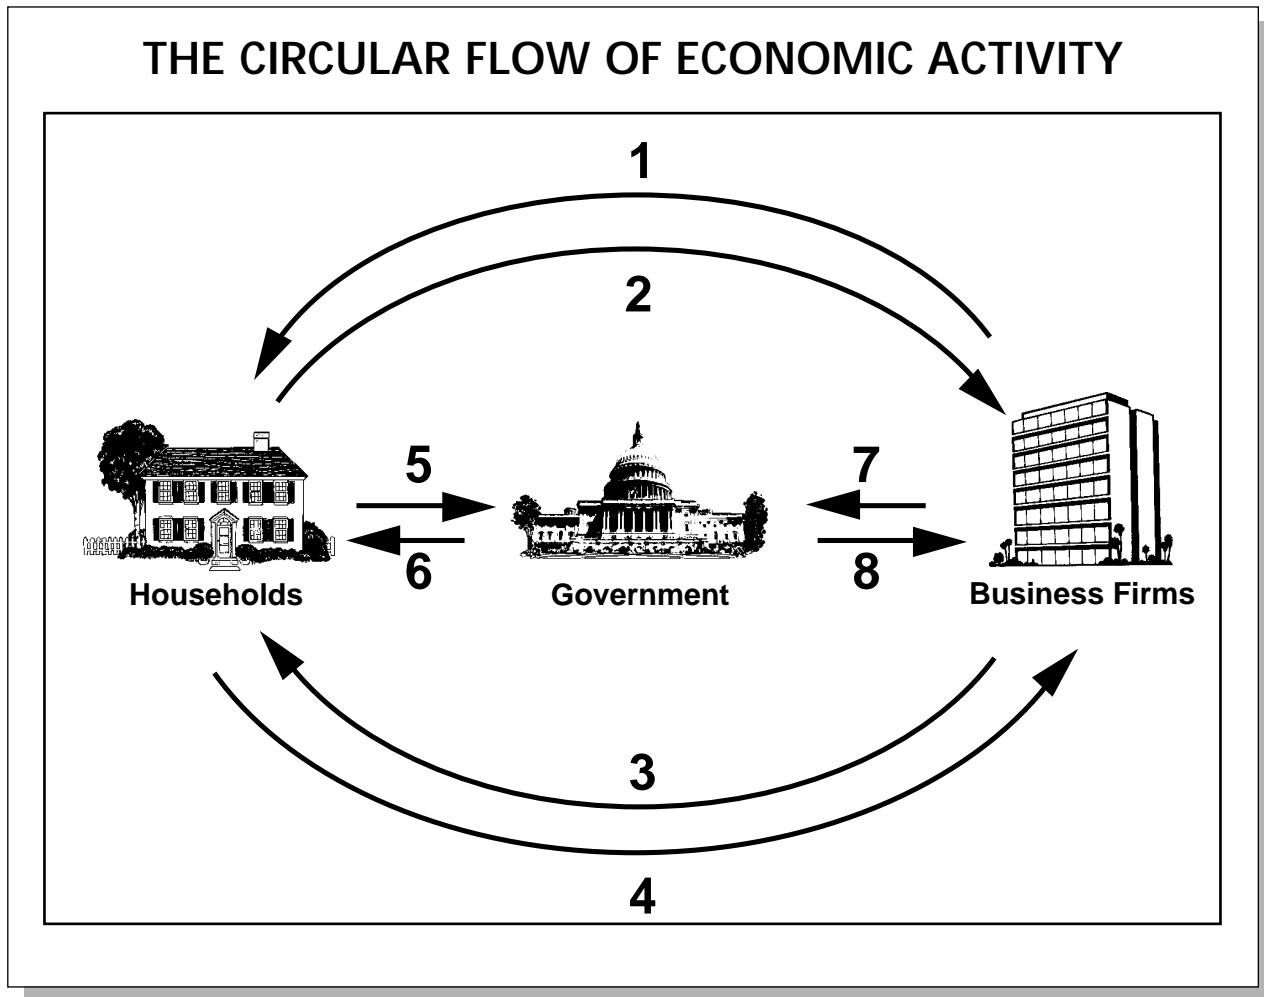 THE CIRCULAR FLOW OF ECONOMIC ACTIVITY
1
2
5
7
6
8
Households
Government
Business Firms
3
4